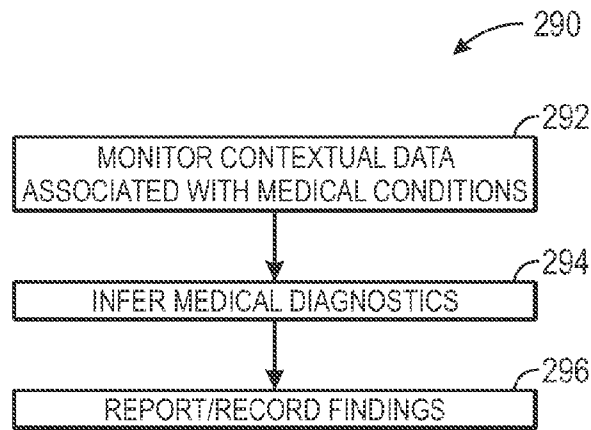 290
292
MONITOR CONTEXTUAL DATA
ASSOCIATED WITH MEDICAL CONDITIONS
294
INFER MEDICAL DIAGNOSTICS
296
REPORT/RECORD FINDINGS